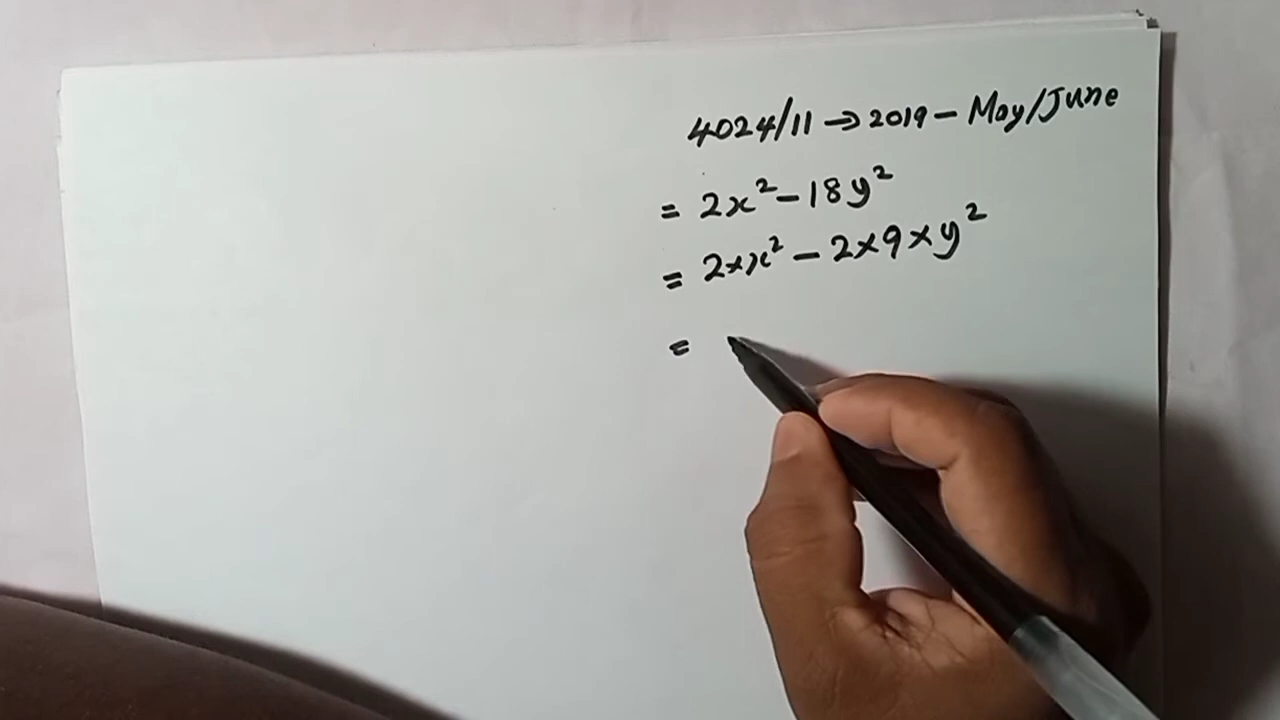 4024/11 → 2019 - May/June
= 2x² - 18y²
= 2×x² - 2×9×y²
=